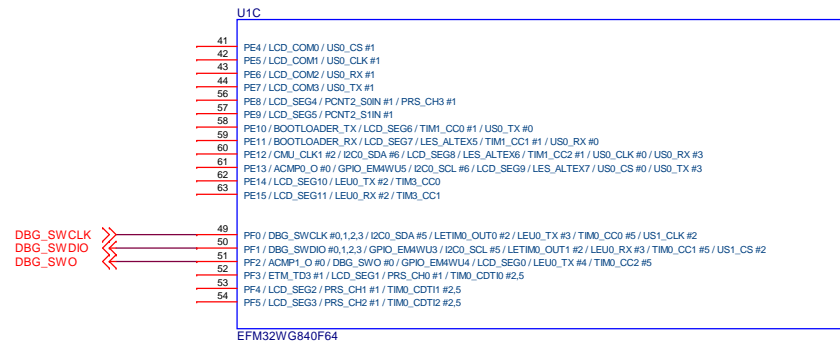 U1C
41 PE4 / LCD_COM0 / US0_CS #1
42 PE5 / LCD_COM1 / US0_CLK #1
43 PE6 / LCD_COM2 / US0_RX #1
44 PE7 / LCD_COM3 / US0_TX #1
56 PE8 / LCD_SEG4 / PCNT2_S0IN #1 / PRS_CH3 #1
57 PE9 / LCD_SEG5 / PCNT2_S1IN #1
58 PE10 / BOOTLOADER_TX / LCD_SEG6 / TIM1_CC0 #1 / US0_TX #0
59 PE11 / BOOTLOADER_RX / LCD_SEG7 / LES_ALTEX5 / TIM1_CC1 #1 / US0_RX #0
60 PE12 / CMU_CLK1 #2 / I2C0_SDA #6 / LCD_SEG8 / LES_ALTEX6 / TIM1_CC2 #1 / US0_CLK #0 / US0_RX #3
61 PE13 / ACMP0_O #0 / GPIO_EM4WU5 / I2C0_SCL #6 / LCD_SEG9 / LES_ALTEX7 / US0_CS #0 / US0_TX #3
62 PE14 / LCD_SEG10 / LEU0_TX #2 / TIM3_CC0
63 PE15 / LCD_SEG11 / LEU0_RX #2 / TIM3_CC1
DBG_SWCLK 49 PF0 / DBG_SWCLK #0,1,2,3 / I2C0_SDA #5 / LETIM0_OUT0 #2 / LEU0_TX #3 / TIM0_CC0 #5 / US1_CLK #2
DBG_SWDIO 50 PF1 / DBG_SWDIO #0,1,2,3 / GPIO_EM4WU3 / I2C0_SCL #5 / LETIM0_OUT1 #2 / LEU0_RX #3 / TIM0_CC1 #5 / US1_CS #2
DBG_SWO 51 PF2 / ACMP1_O #0 / DBG_SWO #0 / GPIO_EM4WU4 / LCD_SEG0 / LEU0_TX #4 / TIM0_CC2 #5
52 PF3 / ETM_TD3 #1 / LCD_SEG1 / PRS_CH0 #1 / TIM0_CDTI0 #2,5
53 PF4 / LCD_SEG2 / PRS_CH1 #1 / TIM0_CDTI1 #2,5
54 PF5 / LCD_SEG3 / PRS_CH2 #1 / TIM0_CDTI2 #2,5
EFM32WG840F64